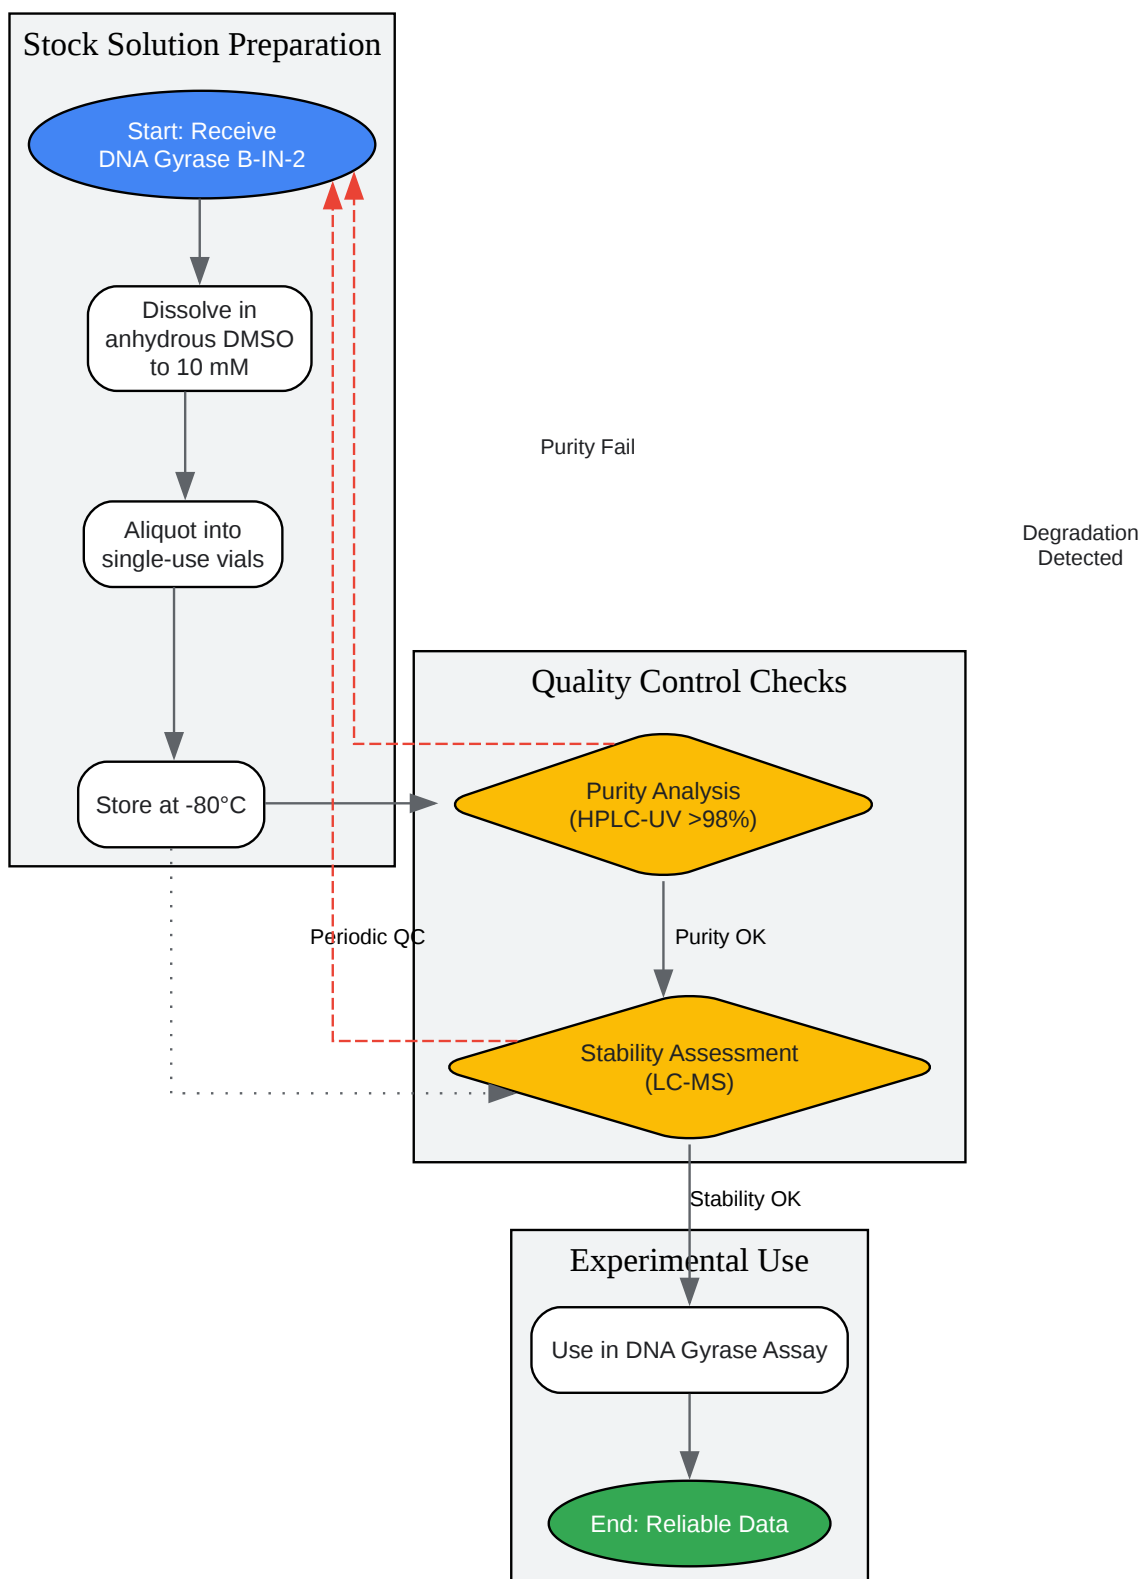 Stock Solution Preparation
Start: Receive
DNA Gyrase B-IN-2
Dissolve in
anhydrous DMSO
to 10 mM
Purity Fail
Aliquot into
single-use vials
Degradation
Detected
Quality Control Checks
Store at -80°C
Purity Analysis
(HPLC-UV >98%)
Periodic QC
Purity OK
Stability Assessment
(LC-MS)
Stability OK
Experimental Use
Use in DNA Gyrase Assay
End: Reliable Data